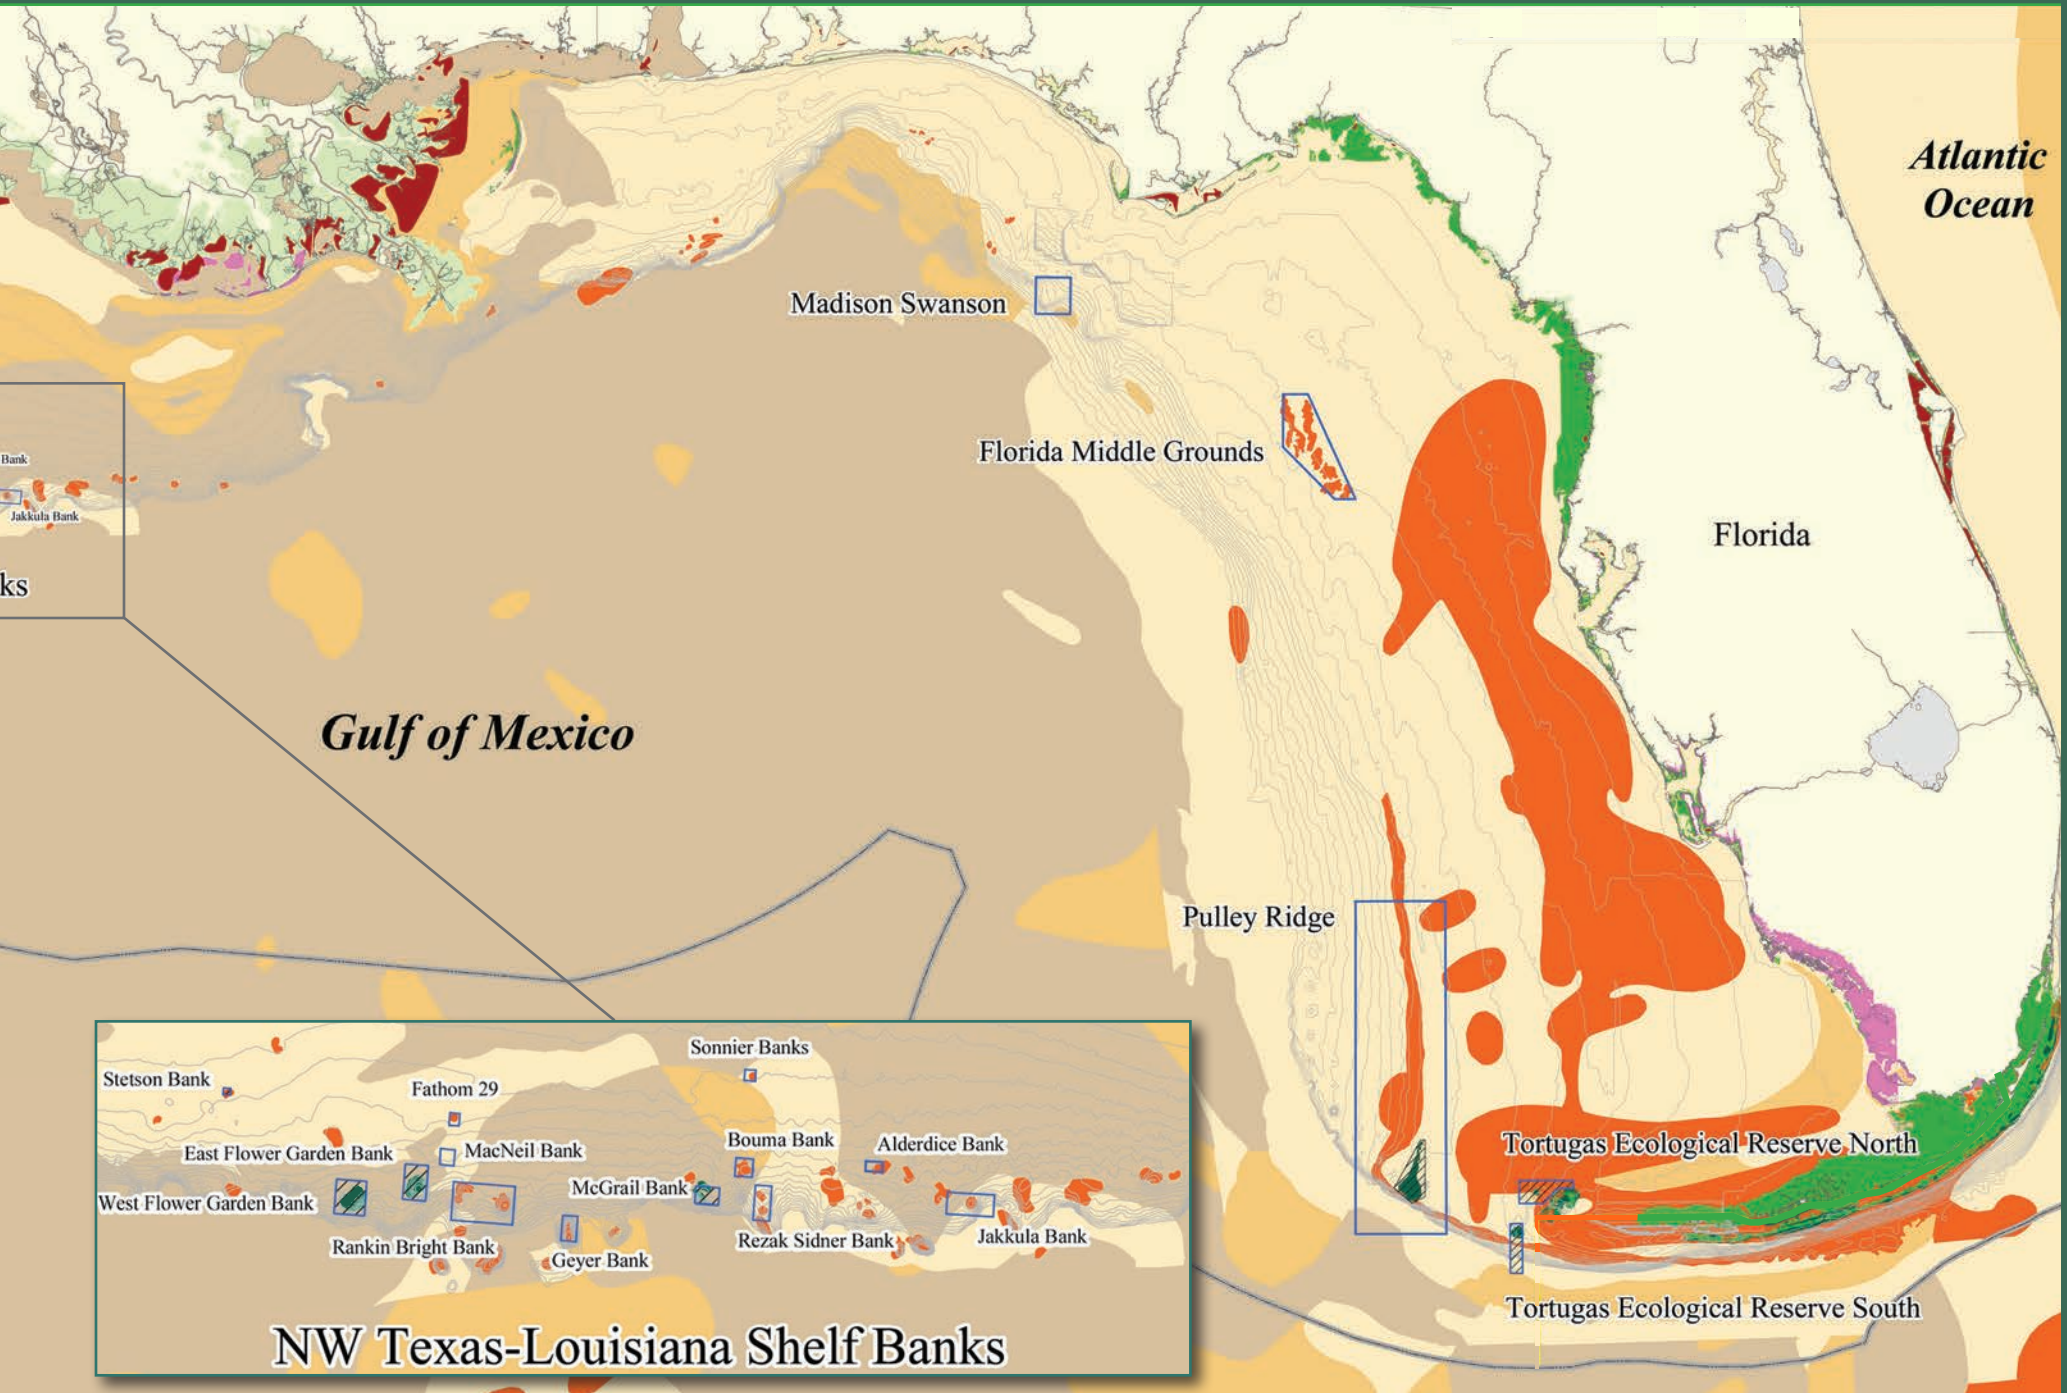 Atlantic
Ocean
Madison Swanson
Florida Middle Grounds
Bank
Jakkula Bank
Florida
ks
Gulf of Mexico
Pulley Ridge
Sonnier Banks
Stetson Bank
Fathom 29
Bouma Bank
Alderdice Bank
East Flower Garden Bank
MacNeil Bank
McGrail Bank
West Flower Garden Bank
Rezak Sidner Bank
Jakkula Bank
Rankin Bright Bank
Geyer Bank
NW Texas-Louisiana Shelf Banks
Tortugas Ecological Reserve North
Tortugas Ecological Reserve South